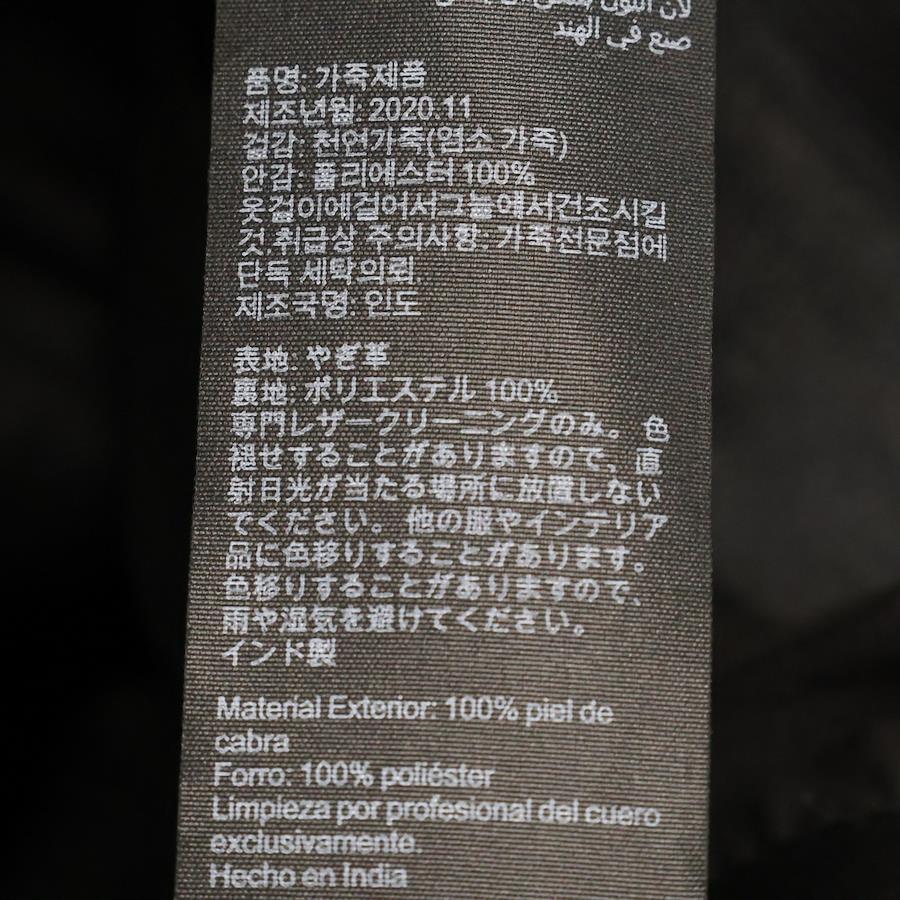 صنع في الهند
품명: 가죽제품
제조년월: 2020.11
겉감: 천연가죽(염소 가죽)
안감: 폴리에스터 100%
옷걸이에걸어서그늘에서건조시킬
것.취급상 주의사항: 가죽전문점에
단독 세탁의뢰
제조국명: 인도
表地: やぎ革
裏地: ポリエステル 100%
専門レザークリーニングのみ。 色
褪せすることがありますので、直
射日光が当たる場所に放置しない
でください。 他の服やインテリア
品に色移りすることがあります。
色移りすることがありますので、
雨や湿気を避けてください。
インド製
Material Exterior: 100% piel de
cabra
Forro: 100% poliéster
Limpieza por profesional del cuero
exclusivamente.
Hecho en India